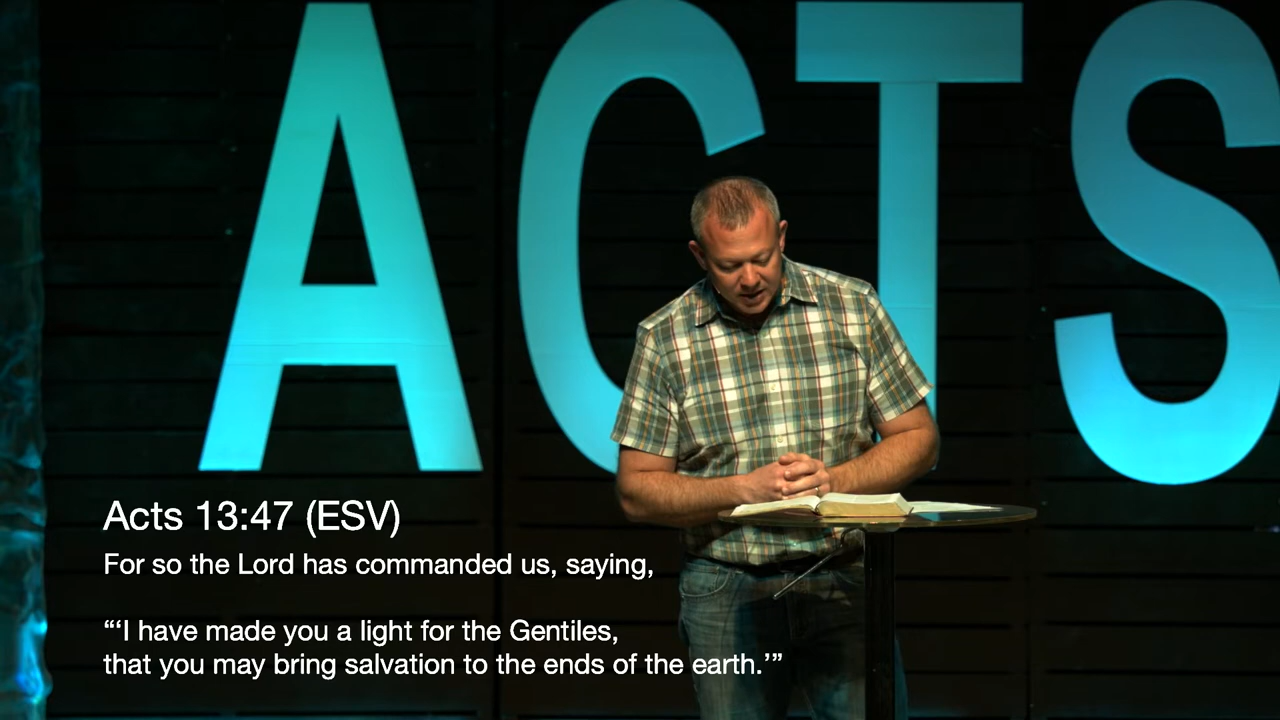 ACTS
Acts 13:47 (ESV)
For so the Lord has commanded us, saying,
“‘I have made you a light for the Gentiles,
that you may bring salvation to the ends of the earth.’”